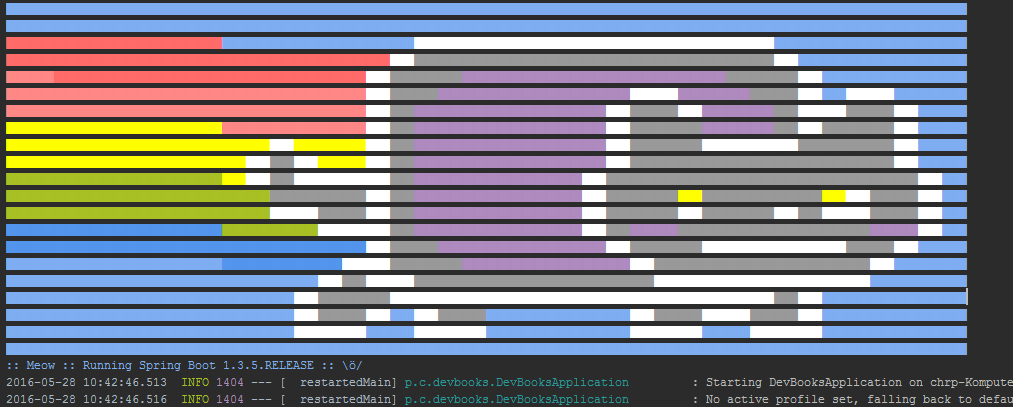 :: Meow :: Running Spring Boot 1.3.5.RELEASE :: \ö/
2016-05-28 10:42:46.513  INFO 1404 --- [  restartedMain] p.c.devbooks.DevBooksApplication         : Starting DevBooksApplication on chrp-Kompute
2016-05-28 10:42:46.516  INFO 1404 --- [  restartedMain] p.c.devbooks.DevBooksApplication         : No active profile set, falling back to defau